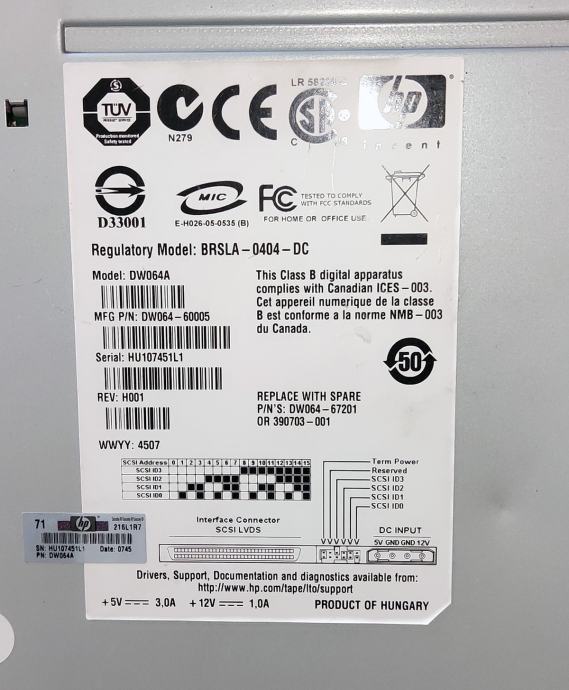 TÜV
PRODUCT SERVICE
Production monitored
Safety tested
N279
CE
LR
C
SP
hp
®
i n v e n t
D33001
MIC
E-H026-05-0535 (B)
FC
TESTED TO COMPLY
WITH FCC STANDARDS
FOR HOME OR OFFICE USE
Regulatory Model: BRSLA-0404-DC
Model: DW064A
MFG P/N: DW064-60005
Serial: HU107451L1
REV: H001
WWYY: 4507
This Class B digital apparatus
complies with Canadian ICES-003.
Cet appareil numerique de la classe
B est conforme a la norme NMB-003
du Canada.
50
REPLACE WITH SPARE
P/N'S: DW064-67201
OR 390703-001
SCSI Address 0 1 2 3 4 5 6 7 8 9 10 11 12 13 14 15
SCSI ID3
SCSI ID2
SCSI ID1
SCSI ID0
Term Power
Reserved
SCSI ID3
SCSI ID2
SCSI ID1
SCSI ID0
Interface Connector
SCSI LVDS
DC INPUT
5V GND GND 12V
71 hp 216L1R7
SN: HU107451L1 Date: 0745
PN: DW064A
Drivers, Support, Documentation and diagnostics available from:
http://www.hp.com/tape/lto/support
+5V 3,0A +12V 1,0A PRODUCT OF HUNGARY